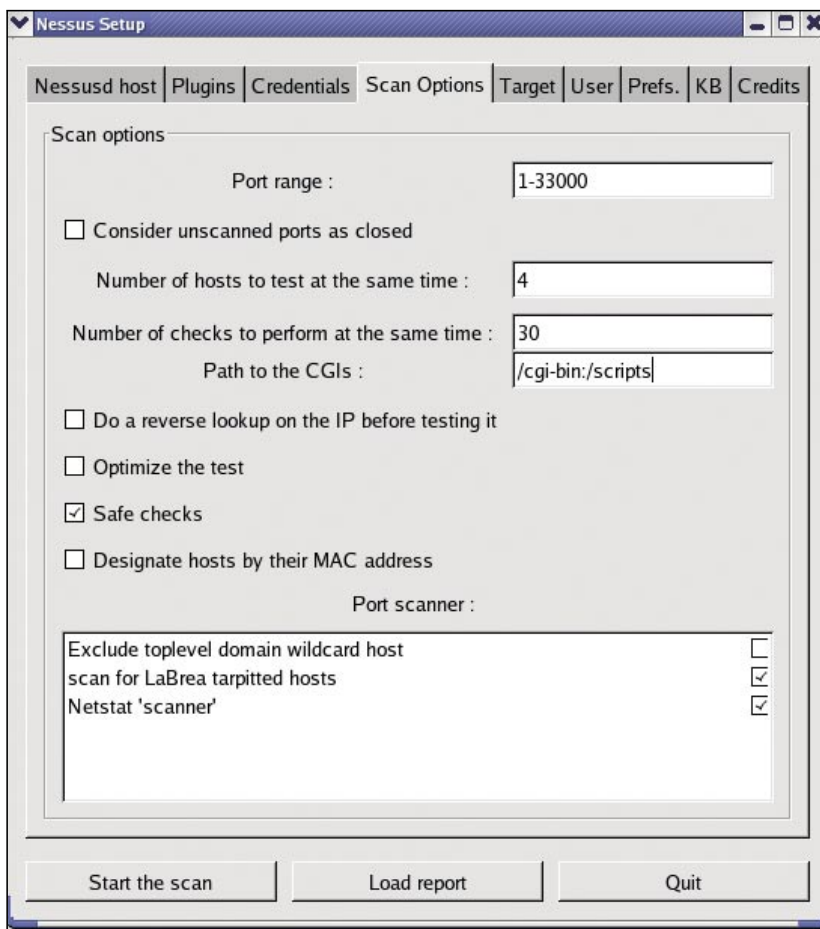 Nessus Setup
Nessusd host Plugins Credentials Scan Options Target User Prefs. KB Credits
Scan options
Port range : 1-33000
Consider unscanned ports as closed
Number of hosts to test at the same time : 4
Number of checks to perform at the same time : 30
Path to the CGIs : /cgi-bin:/scripts
Do a reverse lookup on the IP before testing it
Optimize the test
Safe checks
Designate hosts by their MAC address
Port scanner :
Exclude toplevel domain wildcard host
scan for LaBrea tarpitted hosts
Netstat 'scanner'
Start the scan Load report Quit